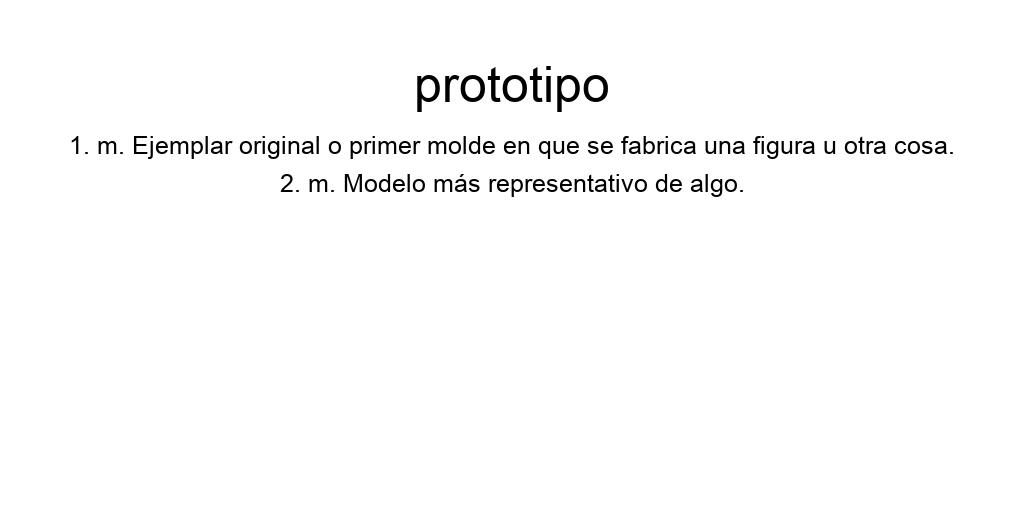 prototipo
1. m. Ejemplar original o primer molde en que se fabrica una figura u otra cosa.
2. m. Modelo más representativo de algo.